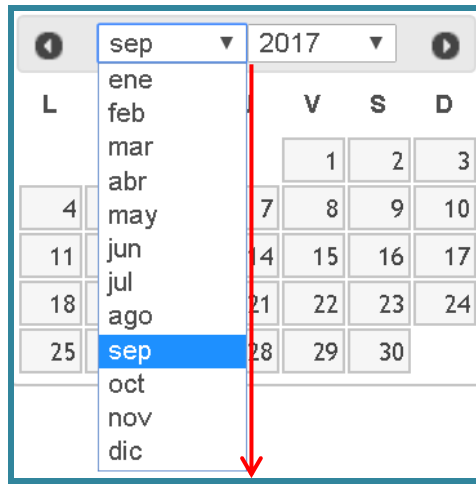 sep 2017
L V S D
1 2 3
4 7 8 9 10
11 14 15 16 17
18 21 22 23 24
25 28 29 30
ene
feb
mar
abr
may
jun
jul
ago
sep
oct
nov
dic